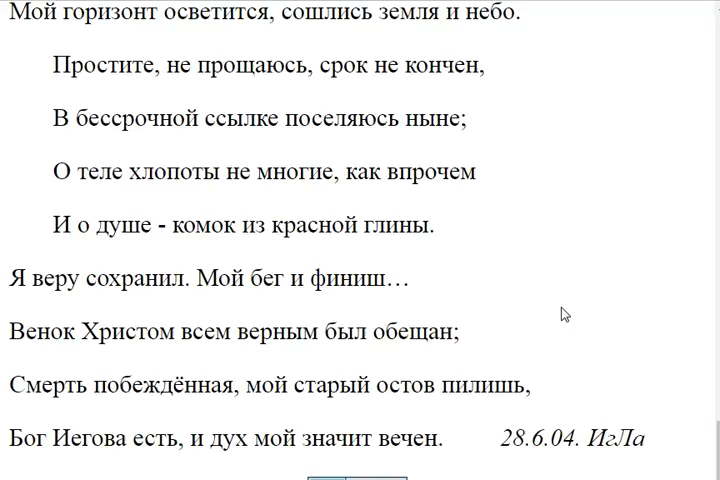 Мой горизонт осветится, сошлись земля и небо.
Простите, не прощаюсь, срок не кончен,
В бессрочной ссылке поселяюсь ныне;
О теле хлопоты не многие, как впрочем
И о душе - комок из красной глины.
Я веру сохранил. Мой бег и финиш…
Венок Христом всем верным был обещан;
Смерть побеждённая, мой старый остов пилишь,
Бог Иегова есть, и дух мой значит вечен. 28.6.04. ИгЛа